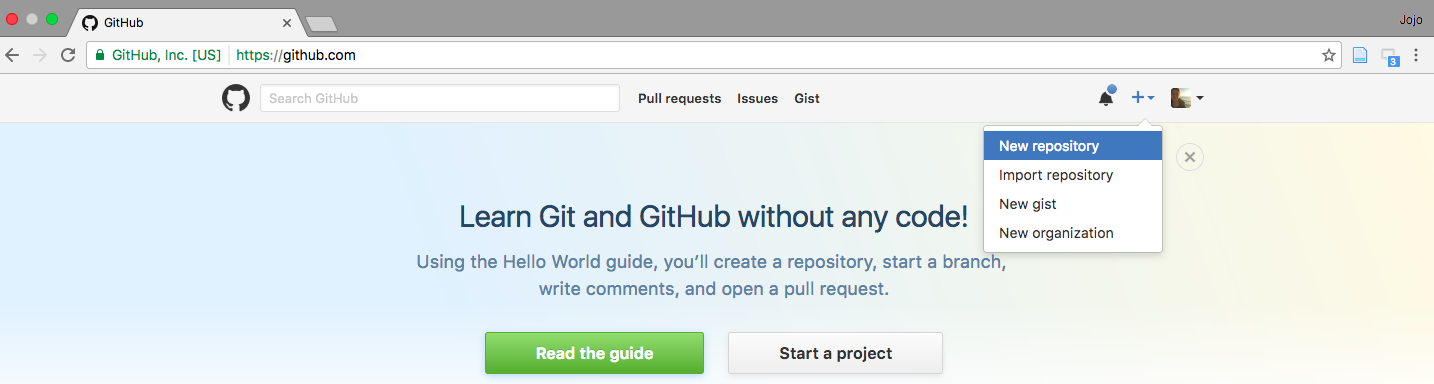 GitHub
Jojo
GitHub, Inc. [US] https://github.com
3
Search GitHub Pull requests Issues Gist
New repository
Import repository
New gist
New organization
Learn Git and GitHub without any code!
Using the Hello World guide, you’ll create a repository, start a branch,
write comments, and open a pull request.
Read the guide
Start a project